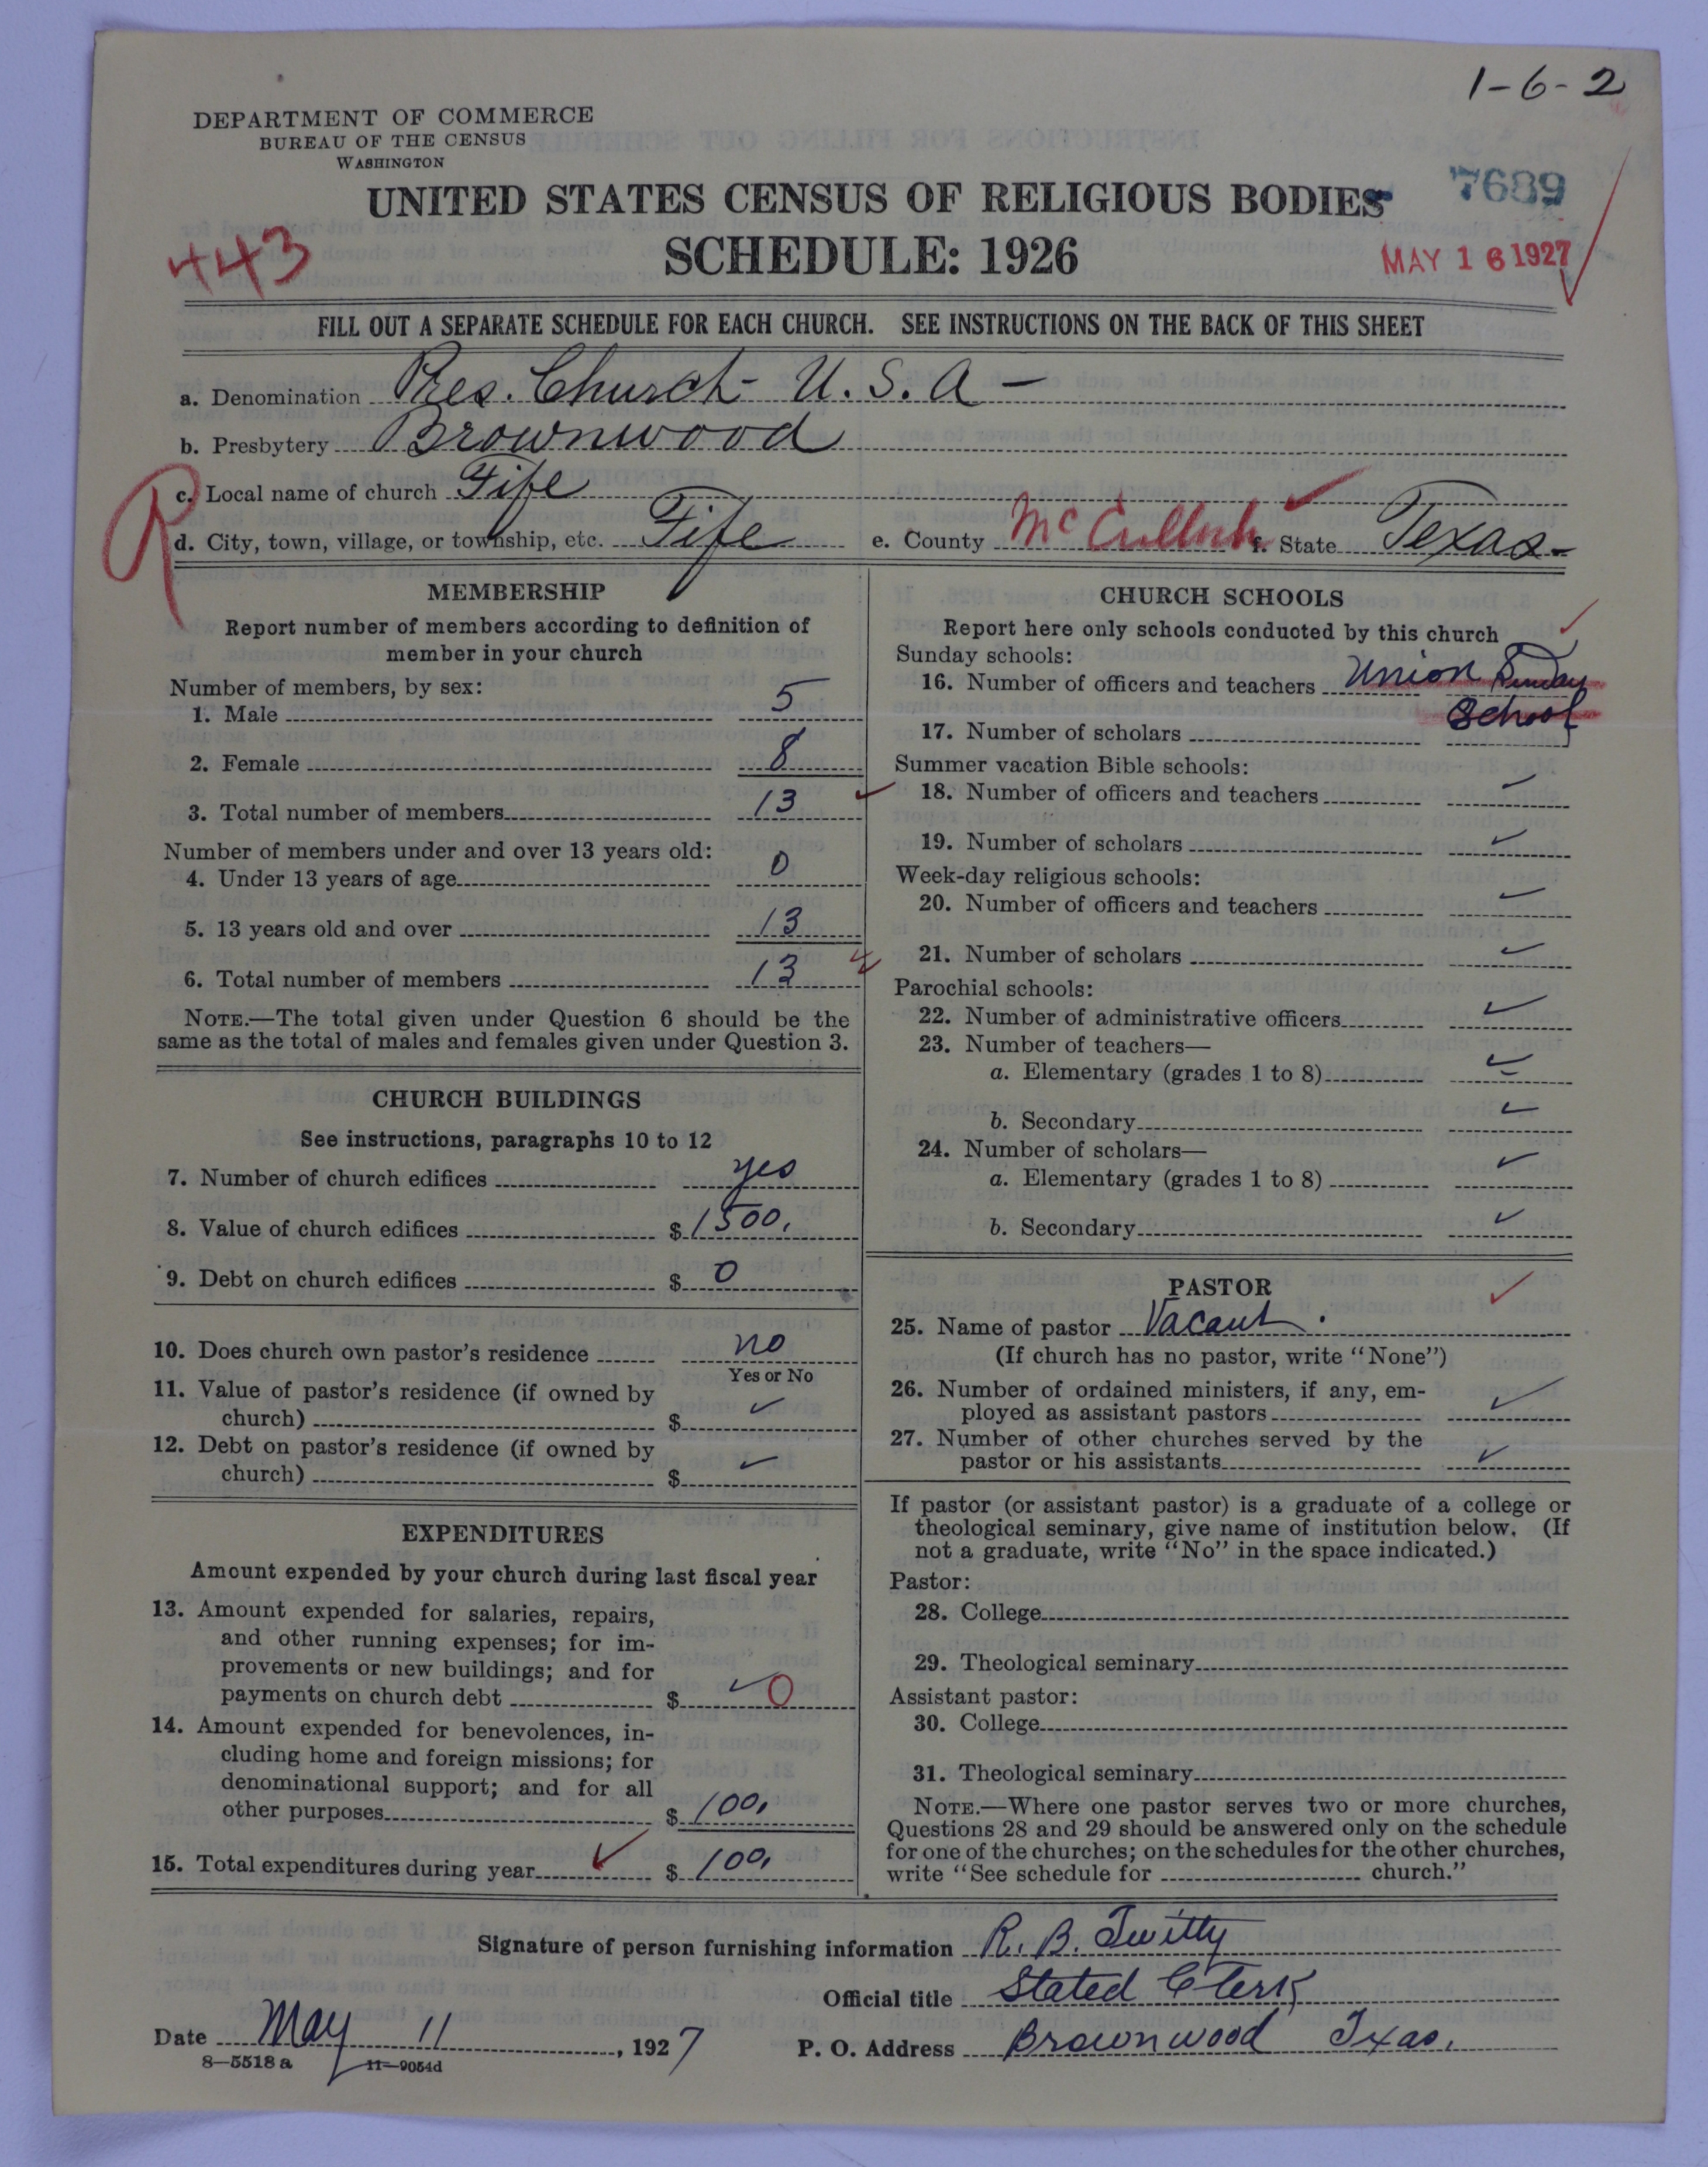 1-6-2
DEPARTMENT OF COMMERCE
BUREAU OF THE CENSUS
WASHINGTON
UNITED STATES CENSUS OF RELIGIOUS BODIES
7689
443
SCHEDULE: 1926
MAY 16 1927
FILL OUT A SEPARATE SCHEDULE FOR EACH CHURCH. SEE INSTRUCTIONS ON THE BACK OF THIS SHEET
a. Denomination Pres. Church - U. S. A -
b. Presbytery Brownwood
R
c. Local name of church Fife
d. City, town, village, or township, etc. Fife e. County McCulloch f. State Texas-
MEMBERSHIP
Report number of members according to definition of
member in your church
Number of members, by sex:
1. Male 5
2. Female 8
3. Total number of members 13
Number of members under and over 13 years old:
4. Under 13 years of age 0
5. 13 years old and over 13
6. Total number of members 13
NOTE.—The total given under Question 6 should be the
same as the total of males and females given under Question 3.
CHURCH BUILDINGS
See instructions, paragraphs 10 to 12
7. Number of church edifices yes
8. Value of church edifices $ 1500.
9. Debt on church edifices $ 0
10. Does church own pastor's residence no
Yes or No
11. Value of pastor's residence (if owned by
church) $ ✓
12. Debt on pastor's residence (if owned by
church) $ ✓
EXPENDITURES
Amount expended by your church during last fiscal year
13. Amount expended for salaries, repairs,
and other running expenses; for im-
provements or new buildings; and for
payments on church debt $ ✓ 0
14. Amount expended for benevolences, in-
cluding home and foreign missions; for
denominational support; and for all
other purposes $ 100.
15. Total expenditures during year ✓ $ 100.
CHURCH SCHOOLS
Report here only schools conducted by this church
Sunday schools:
16. Number of officers and teachers Union Sunday
School
17. Number of scholars
Summer vacation Bible schools:
18. Number of officers and teachers ✓
19. Number of scholars ✓
Week-day religious schools:
20. Number of officers and teachers ✓
21. Number of scholars ✓
Parochial schools:
22. Number of administrative officers ✓
23. Number of teachers—
a. Elementary (grades 1 to 8) ✓
b. Secondary ✓
24. Number of scholars—
a. Elementary (grades 1 to 8) ✓
b. Secondary ✓
PASTOR
25. Name of pastor Vacant.
(If church has no pastor, write "None")
26. Number of ordained ministers, if any, em-
ployed as assistant pastors ✓
27. Number of other churches served by the
pastor or his assistants ✓
If pastor (or assistant pastor) is a graduate of a college or
theological seminary, give name of institution below. (If
not a graduate, write "No" in the space indicated.)
Pastor:
28. College
29. Theological seminary
Assistant pastor:
30. College
31. Theological seminary
NOTE.—Where one pastor serves two or more churches,
Questions 28 and 29 should be answered only on the schedule
for one of the churches; on the schedules for the other churches,
write "See schedule for church."
Signature of person furnishing information R. B. Twitty
Official title Stated Clerk
Date May 11, 1927 P. O. Address Brownwood Texas.
8—5518 a 11—9054d